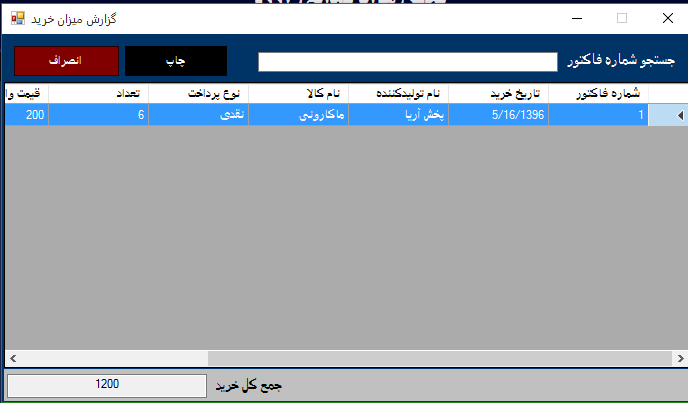 گزارش میزان خرید
جستجو شماره فاکتور چاپ انصراف
شماره فاکتور تاریخ خرید نام تولیدکننده نام کالا نوع پرداخت تعداد قیمت وا
1 5/16/1396 پخش آریا ماکارونی نقدی 6 200
جمع کل خرید 1200